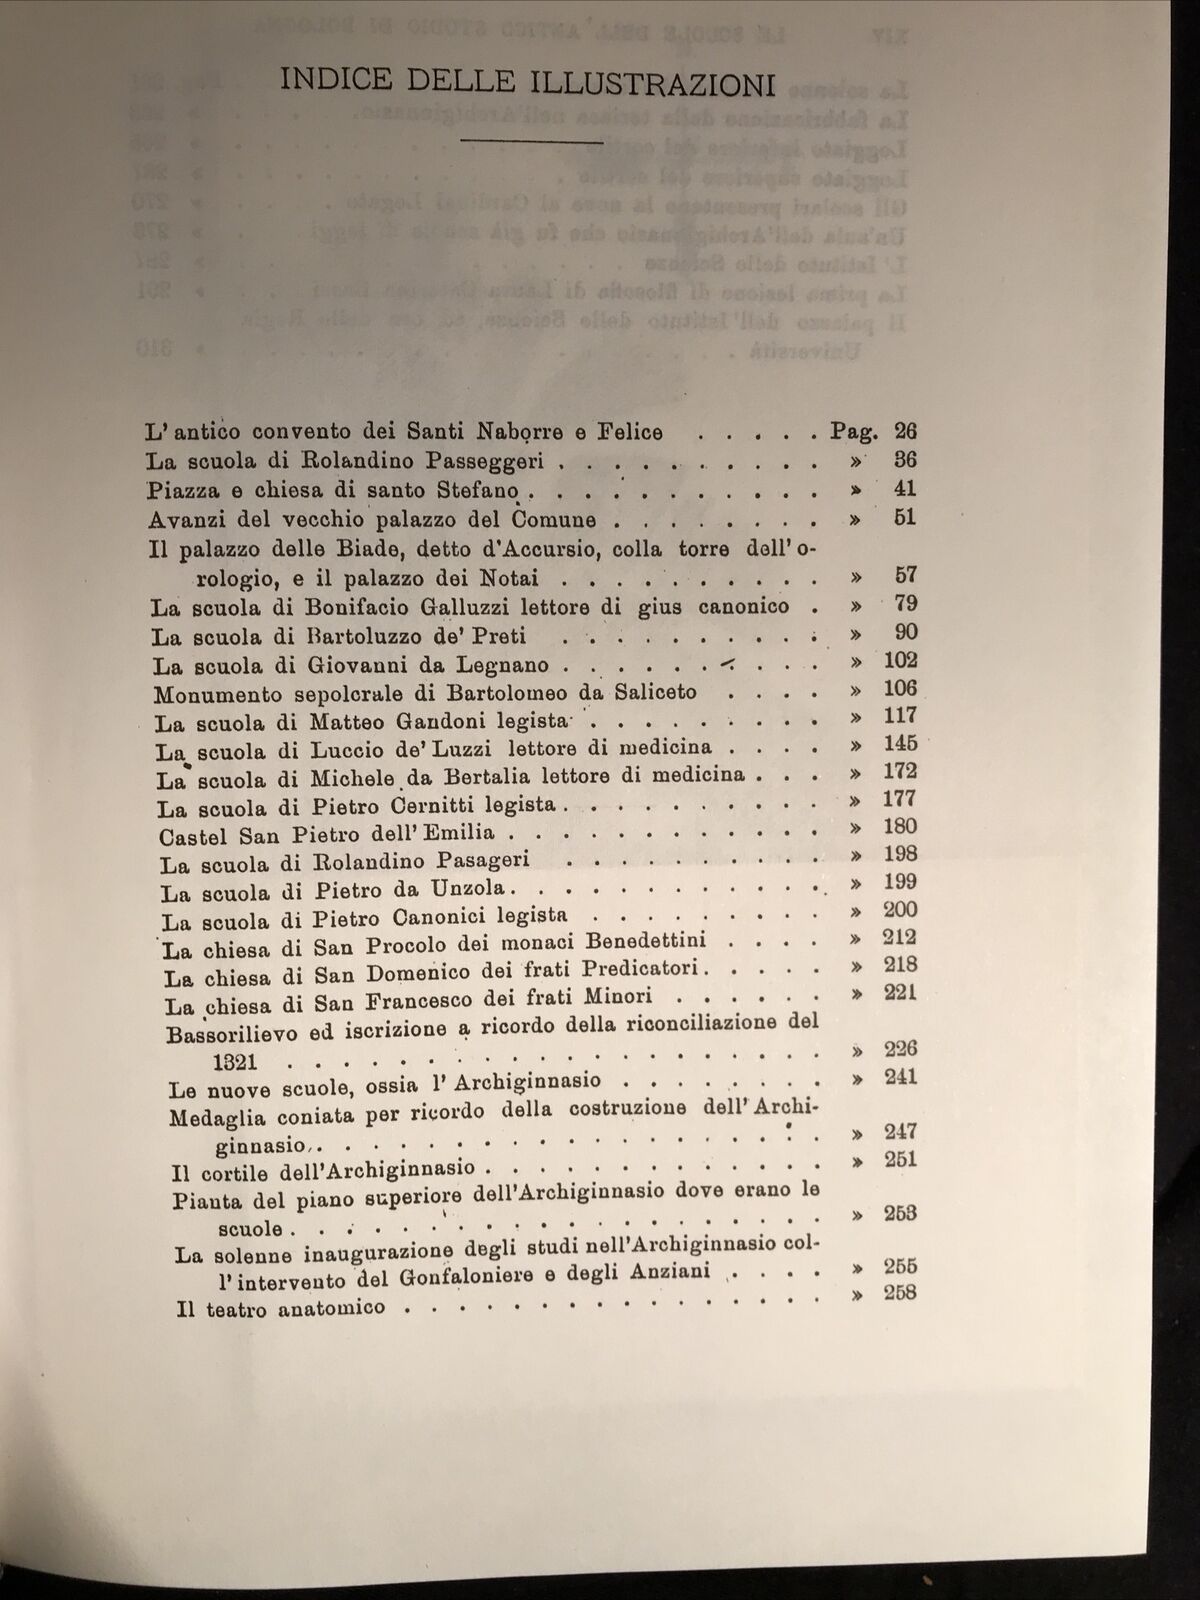 INDICE DELLE ILLUSTRAZIONI
L' antico convento dei Santi Naborre e Felice . . . . . Pag. 26
La scuola di Rolandino Passeggeri . . . . . . . . . . » 36
Piazza e chiesa di santo Stefano . . . . . . . . . . . » 41
Avanzi del vecchio palazzo del Comune . . . . . . . . » 51
Il palazzo delle Biade, detto d'Accursio, colla torre dell' o-
rologio, e il palazzo dei Notai . . . . . . . . . . » 57
La scuola di Bonifacio Galluzzi lettore di gius canonico . » 79
La scuola di Bartoluzzo de' Preti . . . . . . . . . . » 90
La scuola di Giovanni da Legnano . . . . . . . . . . » 102
Monumento sepolcrale di Bartolomeo da Saliceto . . . . » 106
La scuola di Matteo Gandoni legista . . . . . . . . . » 117
La scuola di Luccio de' Luzzi lettore di medicina . . . . » 145
La scuola di Michele da Bertalia lettore di medicina . . . » 172
La scuola di Pietro Cernitti legista . . . . . . . . . . » 177
Castel San Pietro dell' Emilia . . . . . . . . . . . . » 180
La scuola di Rolandino Pasageri . . . . . . . . . . » 198
La scuola di Pietro da Unzola . . . . . . . . . . . . » 199
La scuola di Pietro Canonici legista . . . . . . . . . » 200
La chiesa di San Procolo dei monaci Benedettini . . . . » 212
La chiesa di San Domenico dei frati Predicatori . . . . . » 218
La chiesa di San Francesco dei frati Minori . . . . . . » 221
Bassorilievo ed iscrizione a ricordo della riconciliazione del
1321 . . . . . . . . . . . . . . . . . . . » 226
Le nuove scuole, ossia l' Archiginnasio . . . . . . . . » 241
Medaglia coniata per ricordo della costruzione dell' Archi-
ginnasio . . . . . . . . . . . . . . . . . . » 247
Il cortile dell'Archiginnasio . . . . . . . . . . . . . » 251
Pianta del piano superiore dell'Archiginnasio dove erano le
scuole . . . . . . . . . . . . . . . . . . . » 253
La solenne inaugurazione degli studi nell'Archiginnasio col-
l' intervento del Gonfaloniere e degli Anziani . . . . » 255
Il teatro anatomico . . . . . . . . . . . . . . . . » 258